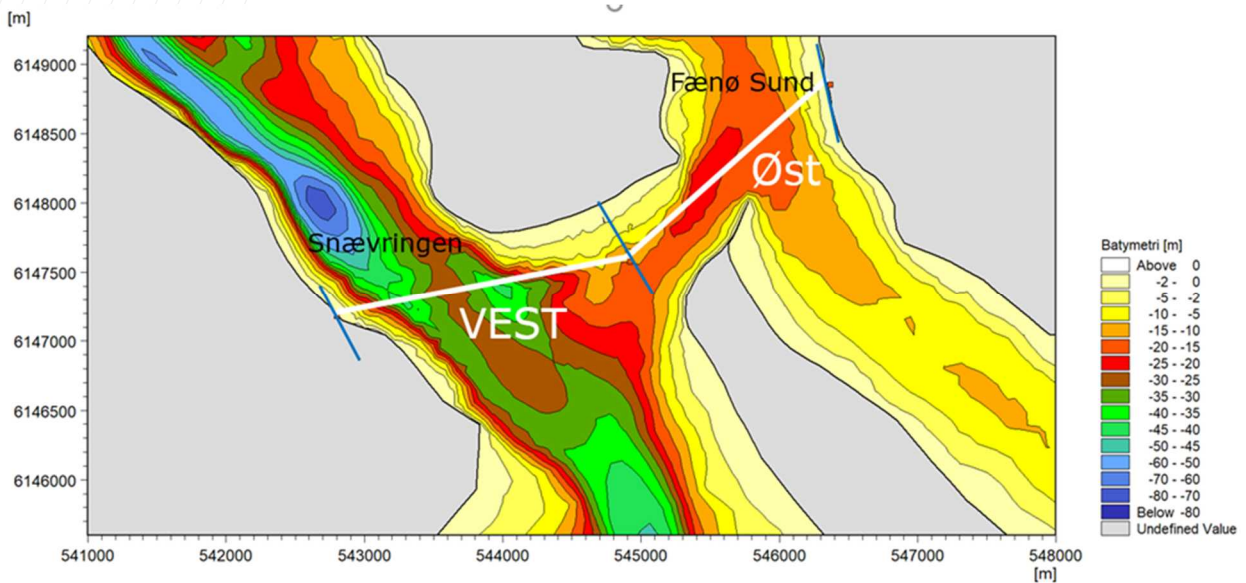 [m]
6149000
Fænø Sund
6148500
Øst
6148000
Snævringen
6147500
VEST
6147000
6146500
6146000
541000 542000 543000 544000 545000 546000 547000 548000
[m]
Batymetri [m]
Above 0
-2 - 0
-5 - -2
-10 - -5
-15 - -10
-20 - -15
-25 - -20
-30 - -25
-35 - -30
-40 - -35
-45 - -40
-50 - -45
-60 - -50
-70 - -60
-80 - -70
Below -80
Undefined Value